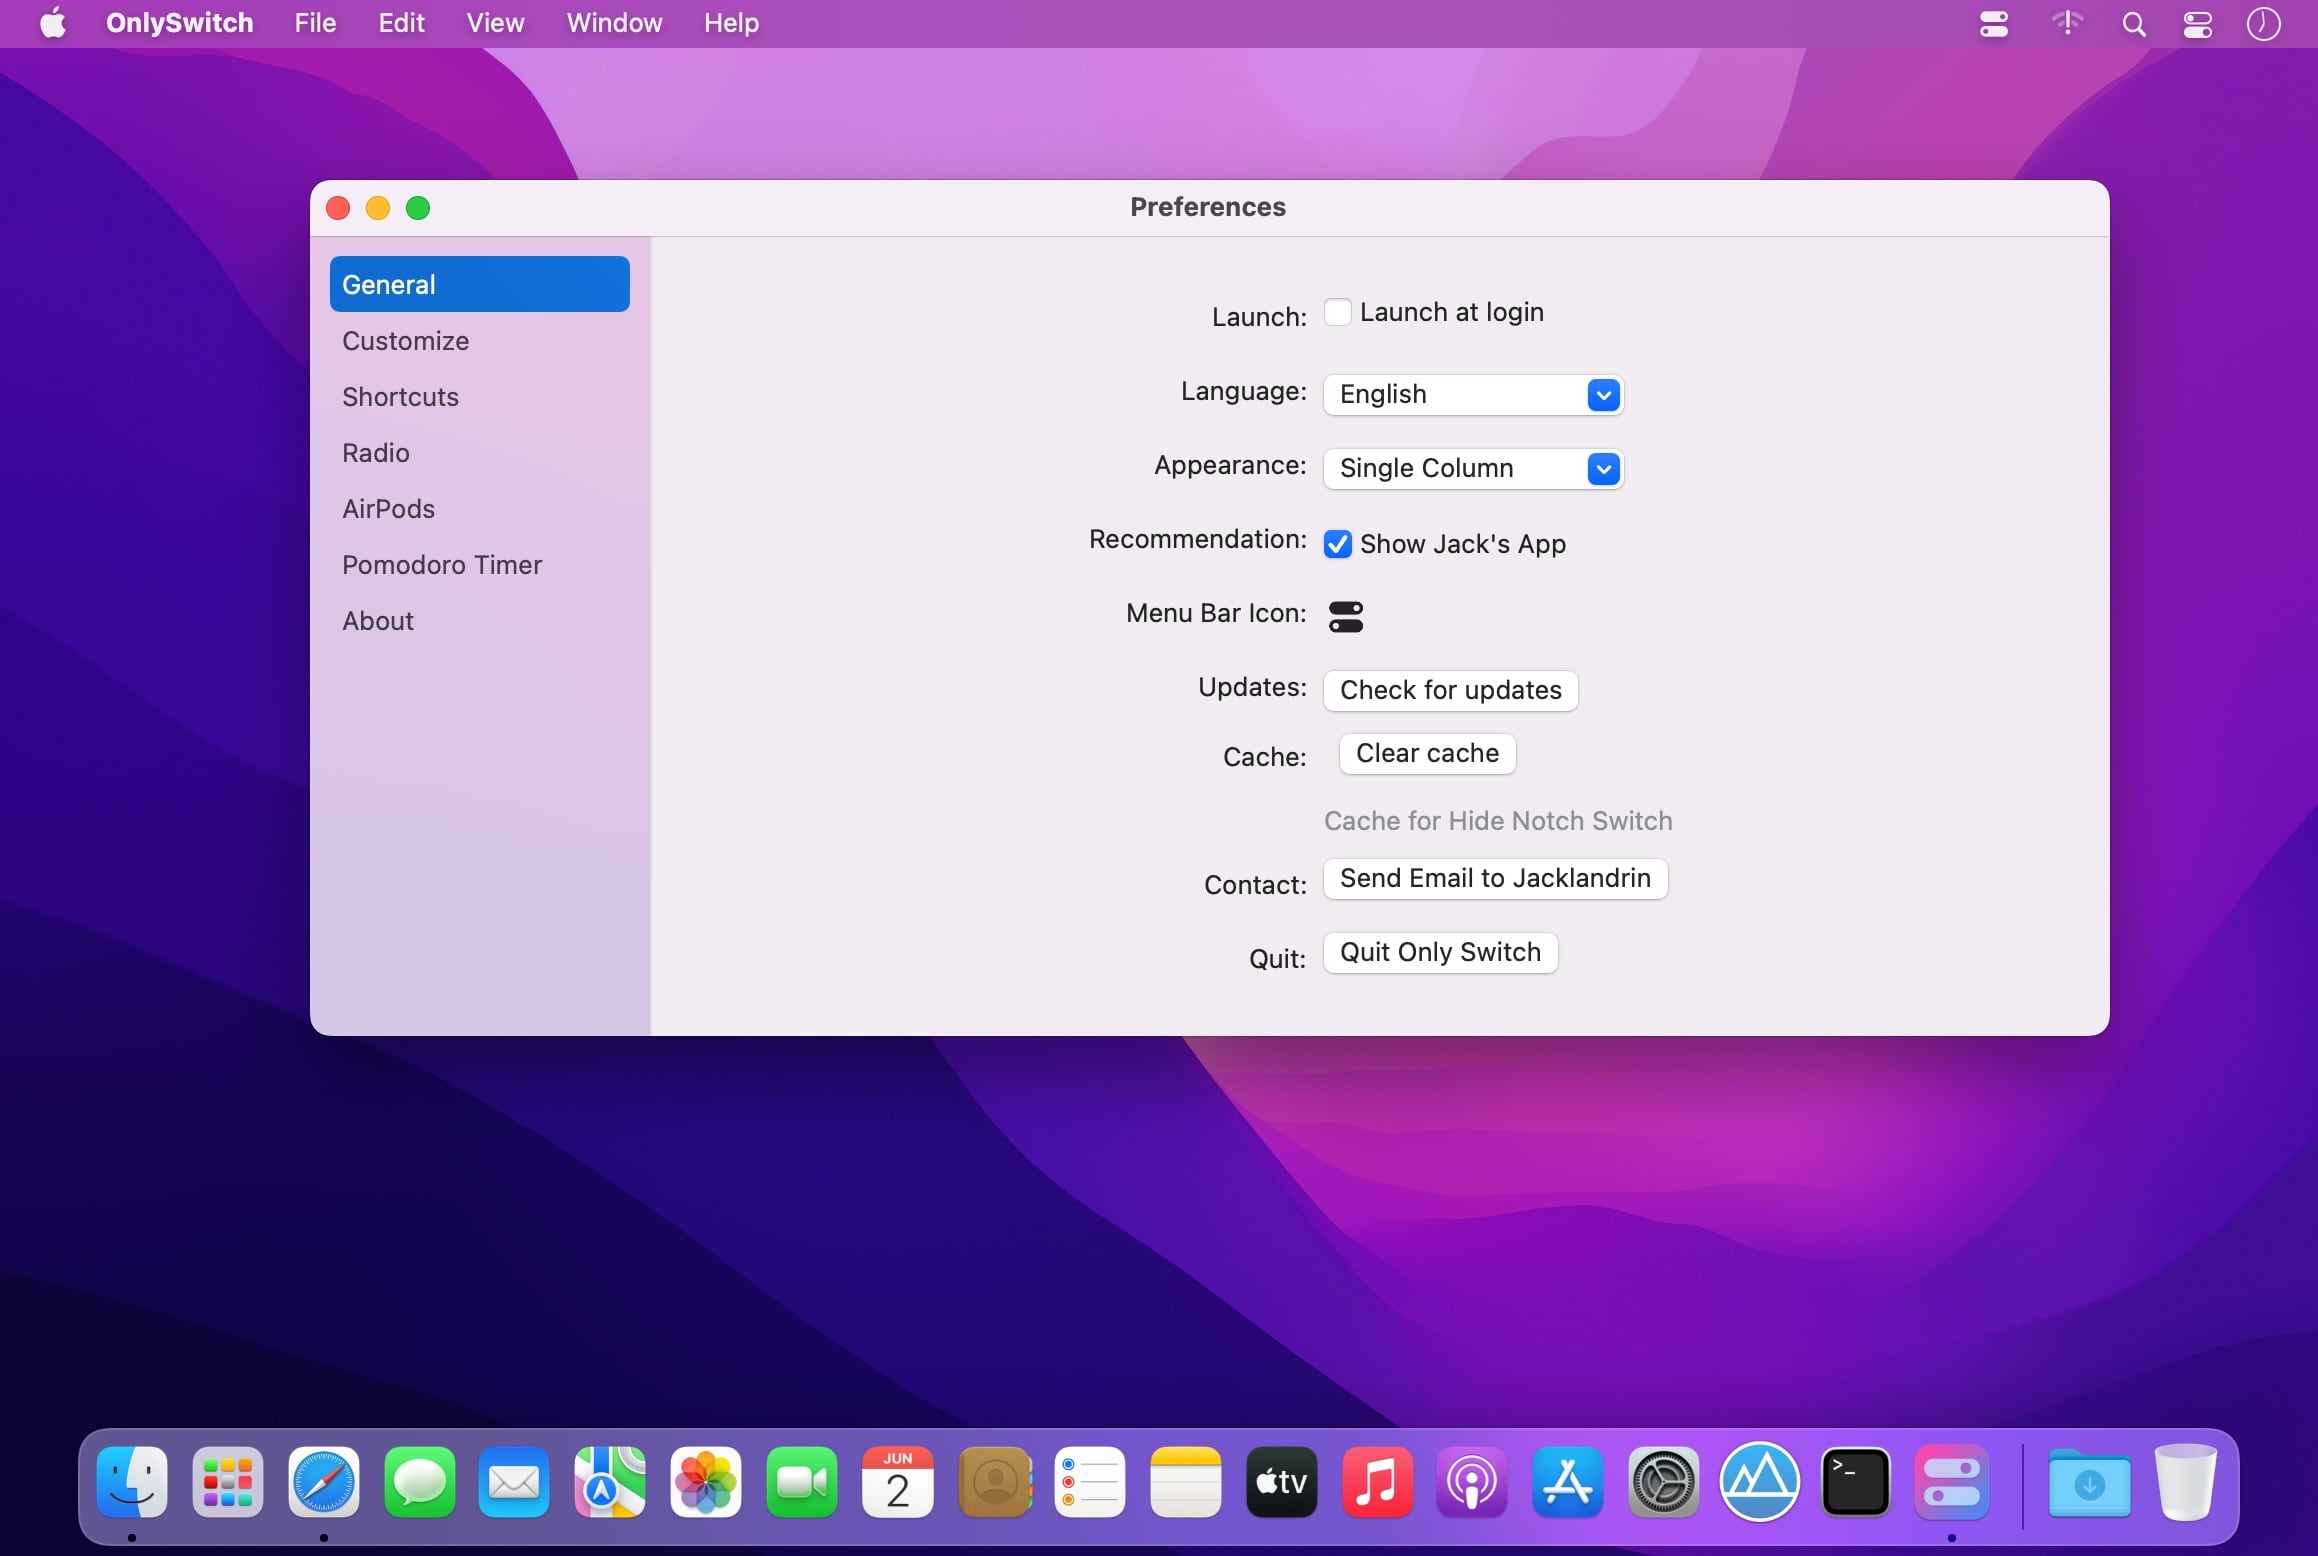 OnlySwitch File Edit View Window Help
Preferences
General
Customize
Shortcuts
Radio
AirPods
Pomodoro Timer
About
Launch: Launch at login
Language: English
Appearance: Single Column
Recommendation: Show Jack's App
Menu Bar Icon:
Updates: Check for updates
Cache: Clear cache
Cache for Hide Notch Switch
Contact: Send Email to Jacklandrin
Quit: Quit Only Switch
JUN
2
tv
>_